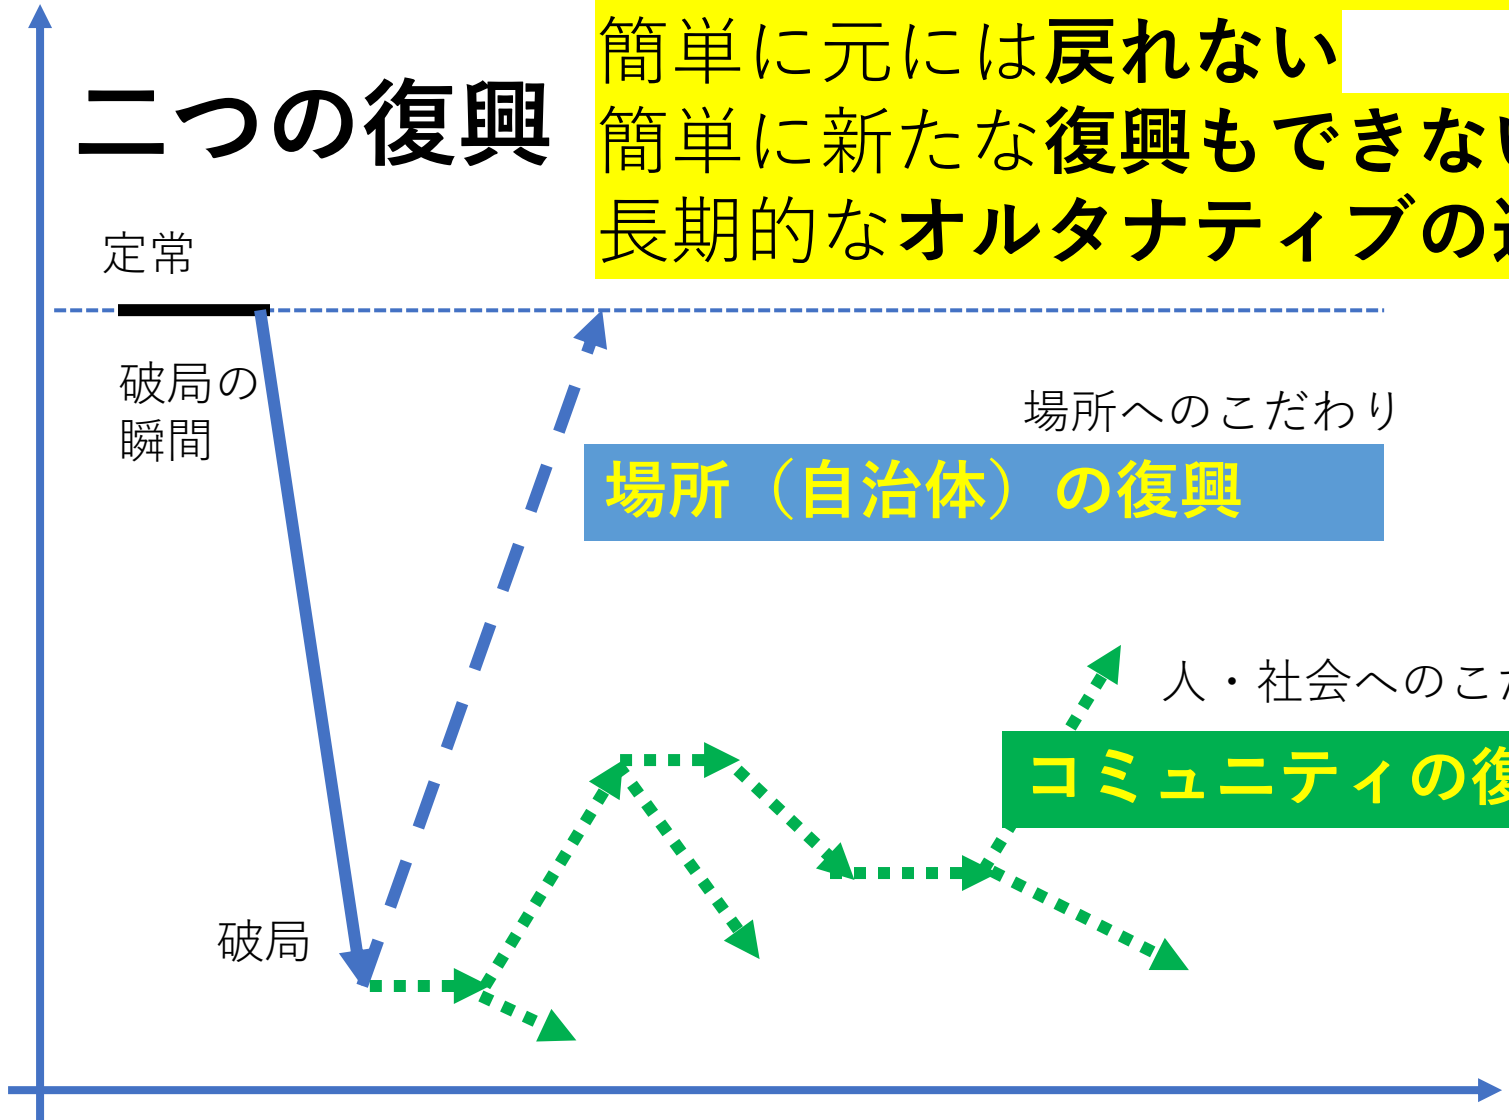 二つの復興
簡単に元には戻れない
簡単に新たな復興もできない
長期的なオルタナティブの
定常
破局の
瞬間
場所へのこだわり
場所（自治体）の復興
人・社会へのこ
コミュニティの復
破局